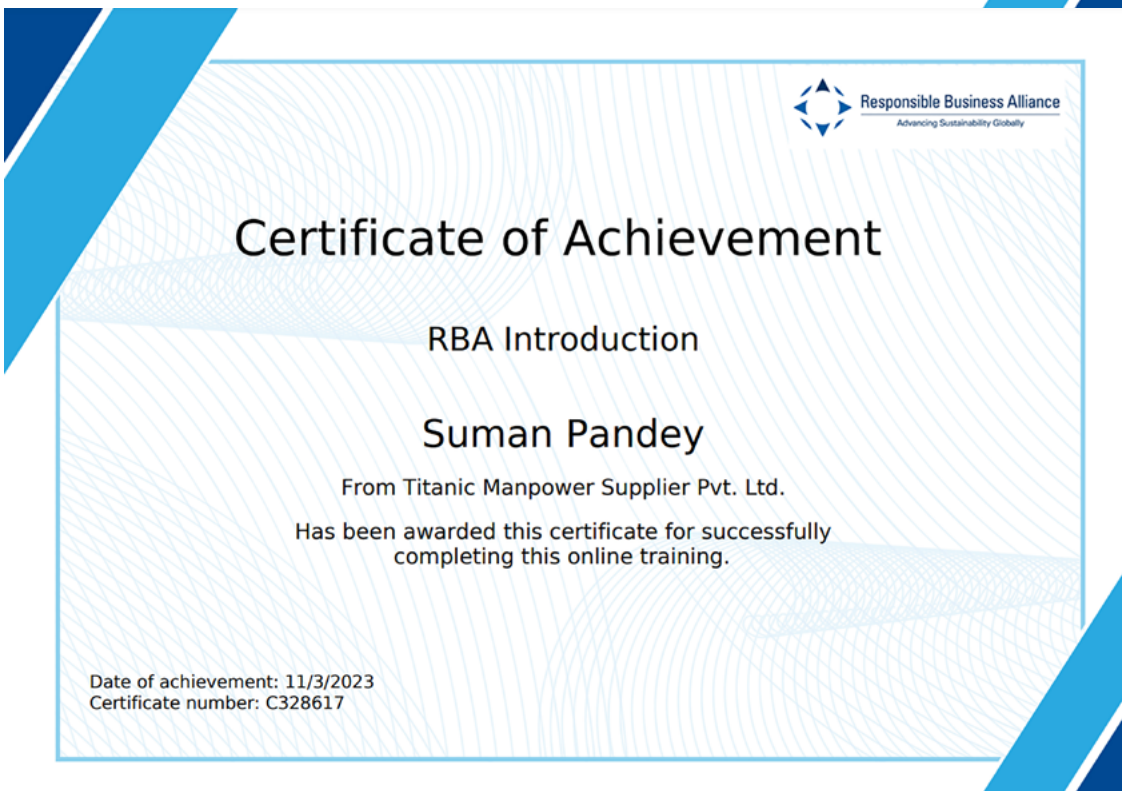 Responsible Business Alliance
Advancing Sustainability Globally
Certificate of Achievement
RBA Introduction
Suman Pandey
From Titanic Manpower Supplier Pvt. Ltd.
Has been awarded this certificate for successfully
completing this online training.
Date of achievement: 11/3/2023
Certificate number: C328617